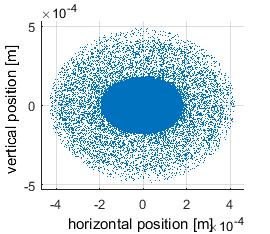 ×10⁻⁴
5
0
-5
vertical position [m]
-4 -2 0 2 4
horizontal position [m] ×10⁻⁴